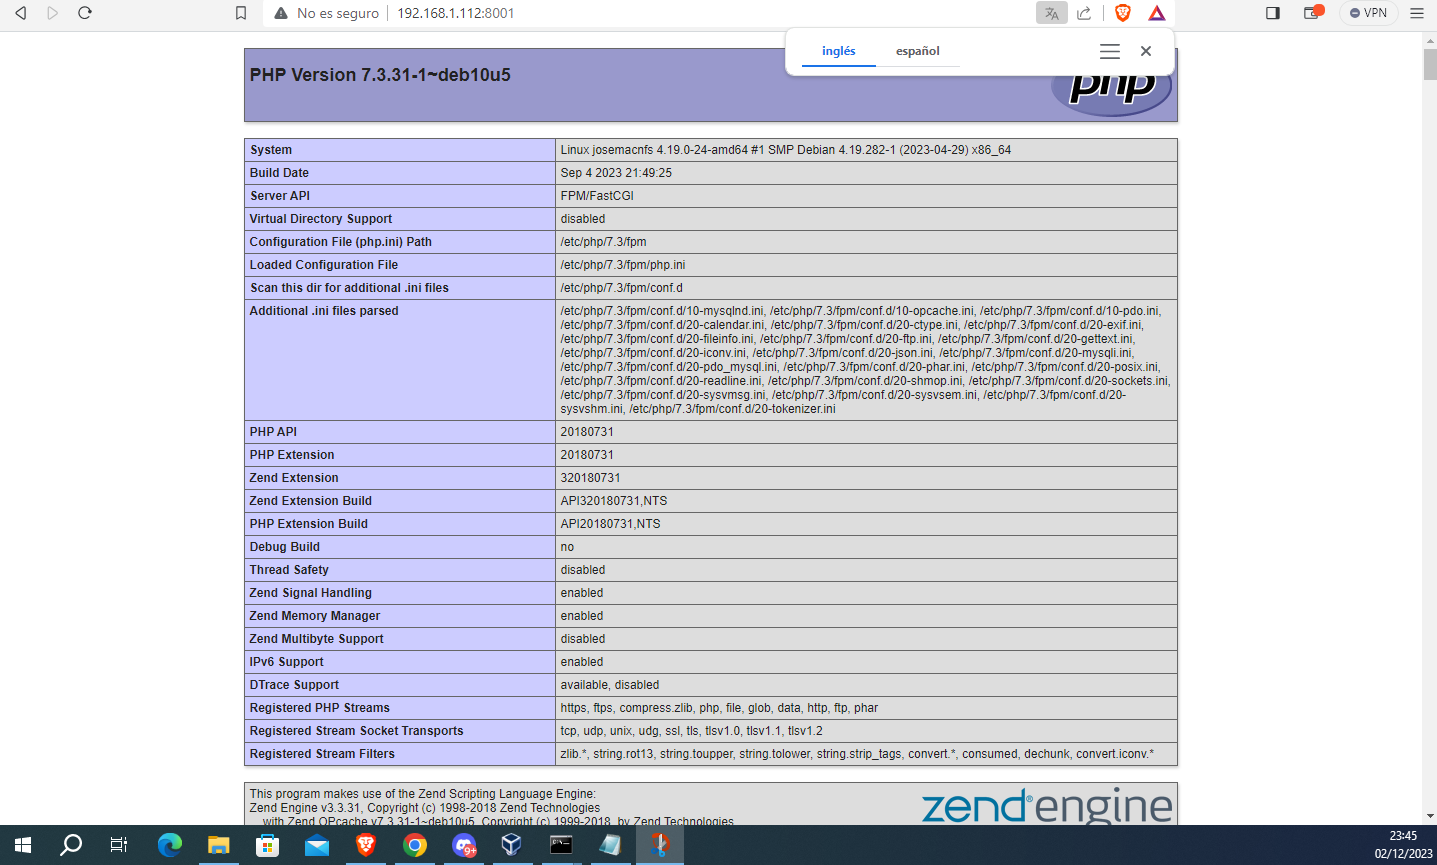 No es seguro 192.168.1.112:8001
VPN
inglés español
PHP Version 7.3.31-1~deb10u5
php
System Linux josemacnfs 4.19.0-24-amd64 #1 SMP Debian 4.19.282-1 (2023-04-29) x86_64
Build Date Sep 4 2023 21:49:25
Server API FPM/FastCGI
Virtual Directory Support disabled
Configuration File (php.ini) Path /etc/php/7.3/fpm
Loaded Configuration File /etc/php/7.3/fpm/php.ini
Scan this dir for additional .ini files /etc/php/7.3/fpm/conf.d
Additional .ini files parsed /etc/php/7.3/fpm/conf.d/10-mysqlnd.ini, /etc/php/7.3/fpm/conf.d/10-opcache.ini, /etc/php/7.3/fpm/conf.d/10-pdo.ini,
/etc/php/7.3/fpm/conf.d/20-calendar.ini, /etc/php/7.3/fpm/conf.d/20-ctype.ini, /etc/php/7.3/fpm/conf.d/20-exif.ini,
/etc/php/7.3/fpm/conf.d/20-fileinfo.ini, /etc/php/7.3/fpm/conf.d/20-ftp.ini, /etc/php/7.3/fpm/conf.d/20-gettext.ini,
/etc/php/7.3/fpm/conf.d/20-iconv.ini, /etc/php/7.3/fpm/conf.d/20-json.ini, /etc/php/7.3/fpm/conf.d/20-mysqli.ini,
/etc/php/7.3/fpm/conf.d/20-pdo_mysql.ini, /etc/php/7.3/fpm/conf.d/20-phar.ini, /etc/php/7.3/fpm/conf.d/20-posix.ini,
/etc/php/7.3/fpm/conf.d/20-readline.ini, /etc/php/7.3/fpm/conf.d/20-shmop.ini, /etc/php/7.3/fpm/conf.d/20-sockets.ini,
/etc/php/7.3/fpm/conf.d/20-sysvmsg.ini, /etc/php/7.3/fpm/conf.d/20-sysvsem.ini, /etc/php/7.3/fpm/conf.d/20-
sysvshm.ini, /etc/php/7.3/fpm/conf.d/20-tokenizer.ini
PHP API 20180731
PHP Extension 20180731
Zend Extension 320180731
Zend Extension Build API320180731,NTS
PHP Extension Build API20180731,NTS
Debug Build no
Thread Safety disabled
Zend Signal Handling enabled
Zend Memory Manager enabled
Zend Multibyte Support disabled
IPv6 Support enabled
DTrace Support available, disabled
Registered PHP Streams https, ftps, compress.zlib, php, file, glob, data, http, ftp, phar
Registered Stream Socket Transports tcp, udp, unix, udg, ssl, tls, tlsv1.0, tlsv1.1, tlsv1.2
Registered Stream Filters zlib.*, string.rot13, string.toupper, string.tolower, string.strip_tags, convert.*, consumed, dechunk, convert.iconv.*
This program makes use of the Zend Scripting Language Engine:
Zend Engine v3.3.31, Copyright (c) 1998-2018 Zend Technologies
with Zend OPcache v7.3.31-1~deb10u5, Copyright (c) 1999-2018, by Zend Technologies
zend® engine
9+
23:45
02/12/2023